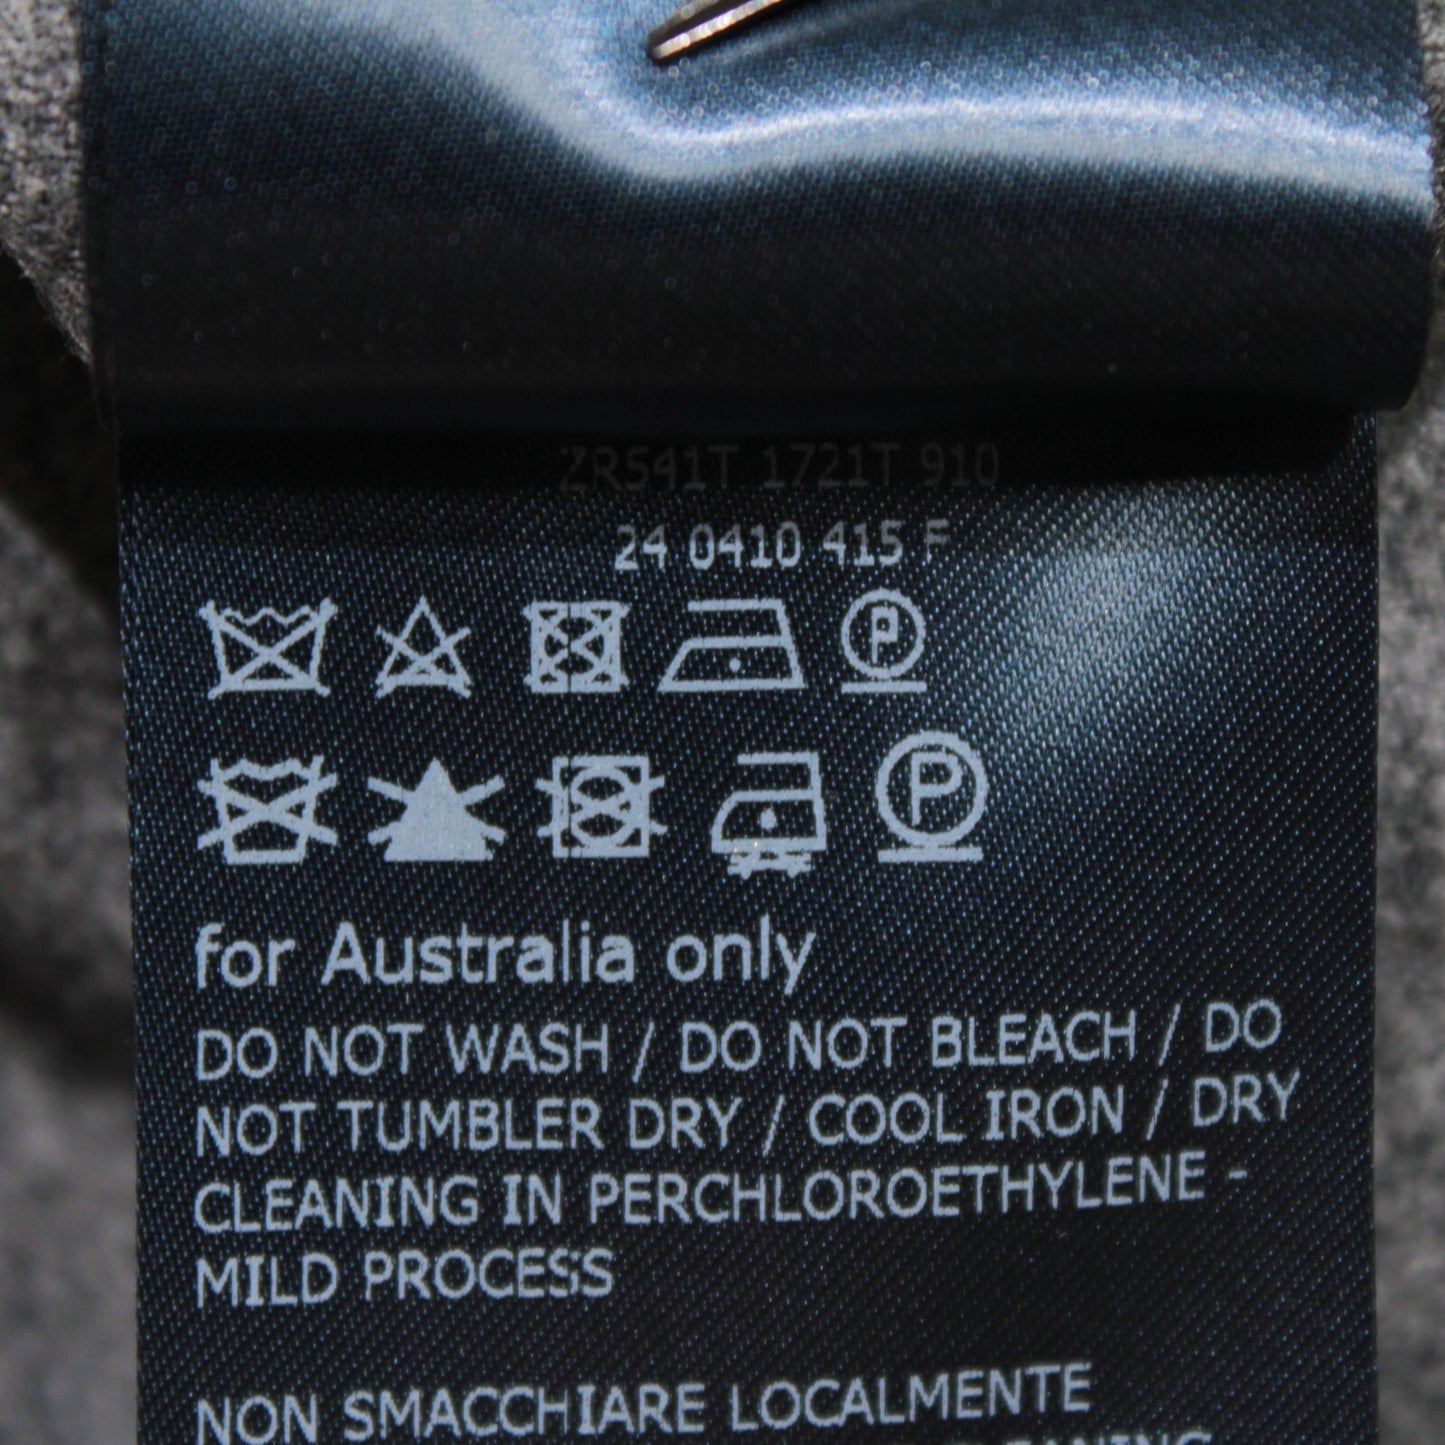 ZR541T 1721T 910
24 0410 415 F
P
P
for Australia only
DO NOT WASH / DO NOT BLEACH / DO
NOT TUMBLER DRY / COOL IRON / DRY
CLEANING IN PERCHLOROETHYLENE -
MILD PROCESS
NON SMACCHIARE LOCALMENTE